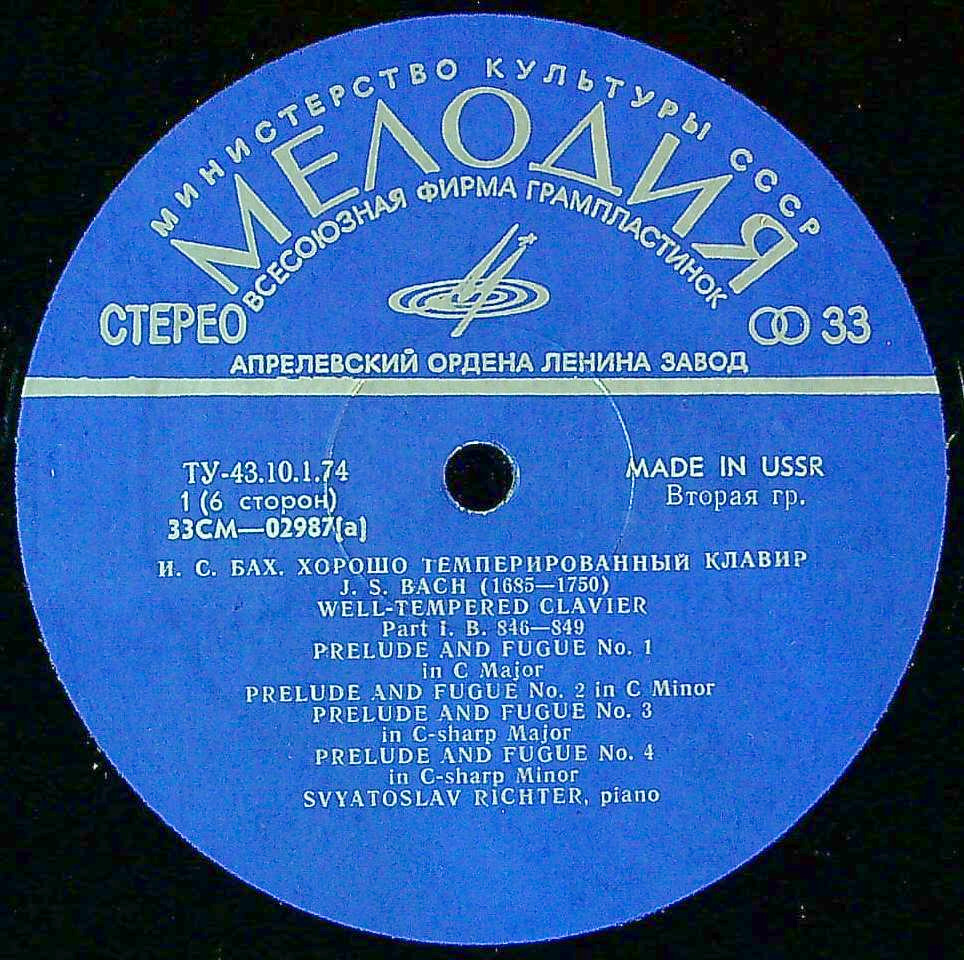 МИНИСТЕРСТВО КУЛЬТУРЫ СССР
МЕЛОДИЯ
ВСЕСОЮЗНАЯ ФИРМА ГРАМПЛАСТИНОК
СТЕРЕО
33
АПРЕЛЕВСКИЙ ОРДЕНА ЛЕНИНА ЗАВОД
ТУ-43.10.1.74
1 (6 сторон)
33СМ—02987(а)
MADE IN USSR
Вторая гр.
И. С. БАХ. ХОРОШО ТЕМПЕРИРОВАННЫЙ КЛАВИР
J. S. BACH (1685—1750)
WELL-TEMPERED CLAVIER
Part I. B. 846—849
PRELUDE AND FUGUE No. 1
in C Major
PRELUDE AND FUGUE No. 2 in C Minor
PRELUDE AND FUGUE No. 3
in C-sharp Major
PRELUDE AND FUGUE No. 4
in C-sharp Minor
SVYATOSLAV RICHTER, piano